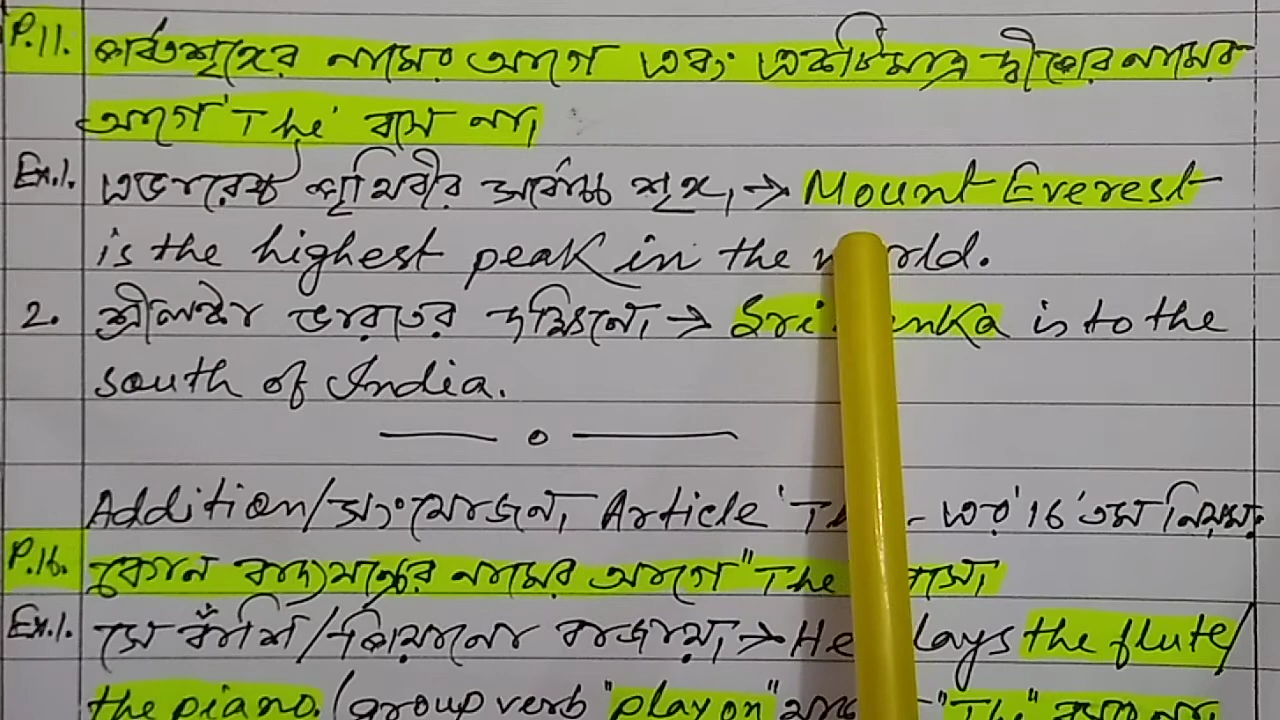 P.11. পর্বতশৃঙ্গের নামের আগে এবং একটিমাত্র দ্বীপের নামের
আগে 'The' বসে না।
Ex.1. এভারেস্ট পৃথিবীর সর্বোচ্চ শৃঙ্গ। → Mount Everest
is the highest peak in the world.
2. শ্রীলঙ্কা ভারতের দক্ষিণে। → Sri Lanka is to the
south of India.
Addition/সংযোজন। Article 'T - এর '16' তম নিয়ম:
P.16. কোন বাদ্যযন্ত্রের নামের আগে "The বসে।
Ex.1. সে বাঁশি/পিয়ানো বাজায়। → He plays the flute/
the piano. (group verb "play on" "The" বসে না